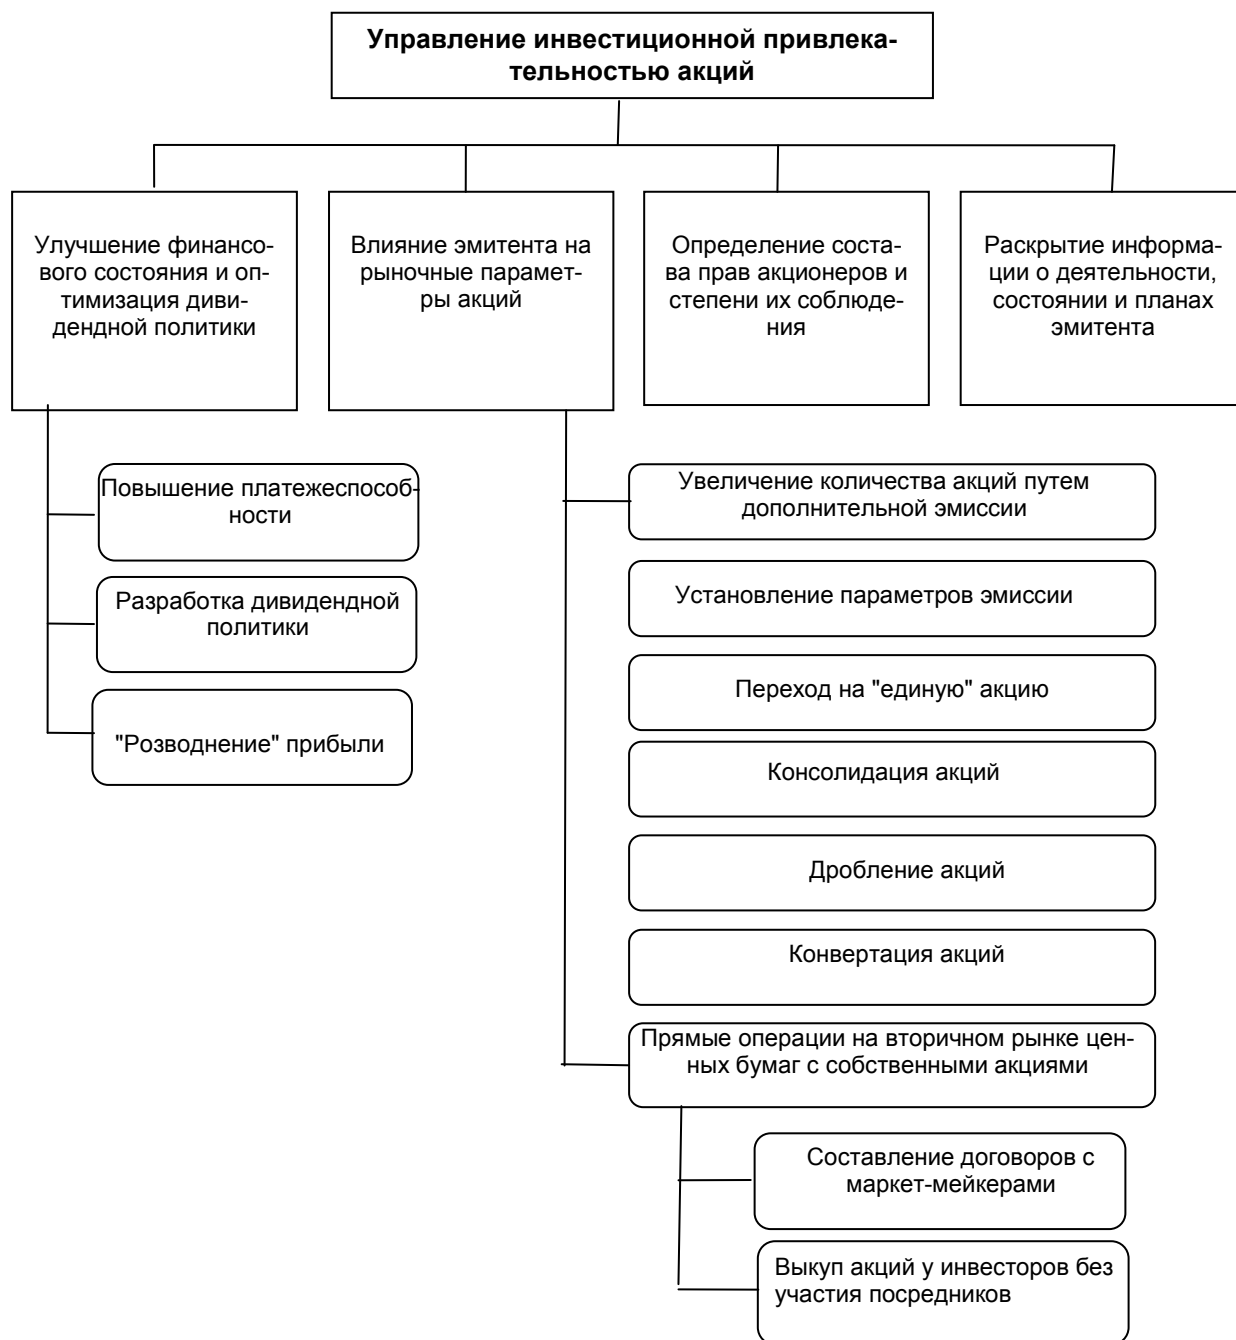 Управление инвестиционной привлека-
тельностью акций
Улучшение финансо-
вого состояния и оп-
тимизация диви-
дендной политики
Влияние эмитента на
рыночные парамет-
ры акций
Определение соста-
ва прав акционеров и
степени их соблюде-
ния
Раскрытие информа-
ции о деятельности,
состоянии и планах
эмитента
Повышение платежеспособ-
ности
Разработка дивидендной
политики
"Розводнение" прибыли
Увеличение количества акций путем
дополнительной эмиссии
Установление параметров эмиссии
Переход на "единую" акцию
Консолидация акций
Дробление акций
Конвертация акций
Прямые операции на вторичном рынке цен-
ных бумаг с собственными акциями
Составление договоров с
маркет-мейкерами
Выкуп акций у инвесторов без
участия посредников